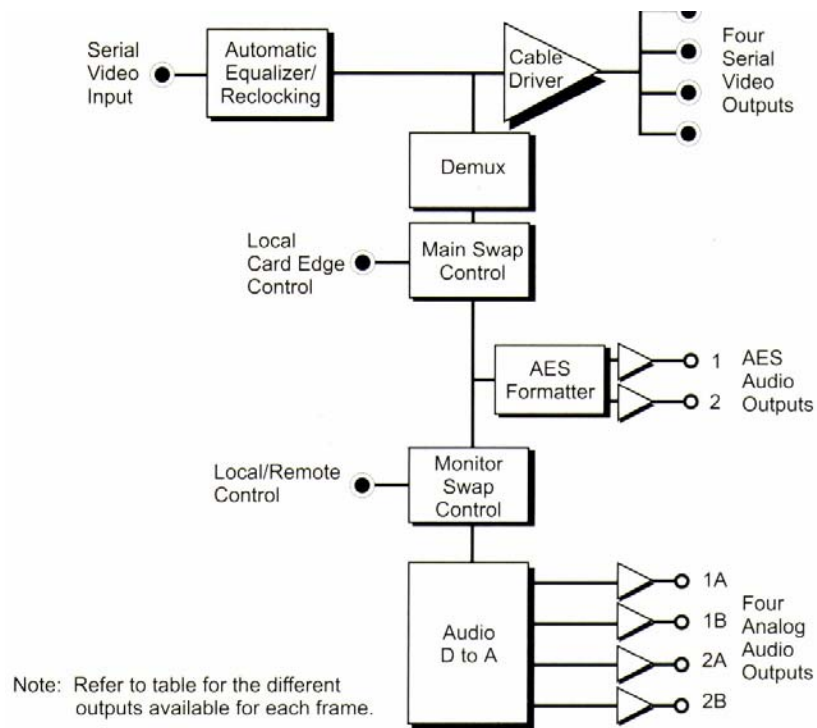 Serial
Video
Input
Automatic
Equalizer/
Reclocking
Cable
Driver
Four
Serial
Video
Outputs
Demux
Local
Card Edge
Control
Main Swap
Control
AES
Formatter
1
2
AES
Audio
Outputs
Local/Remote
Control
Monitor
Swap
Control
Audio
D to A
1A
1B
2A
2B
Four
Analog
Audio
Outputs
Note: Refer to table for the different
outputs available for each frame.